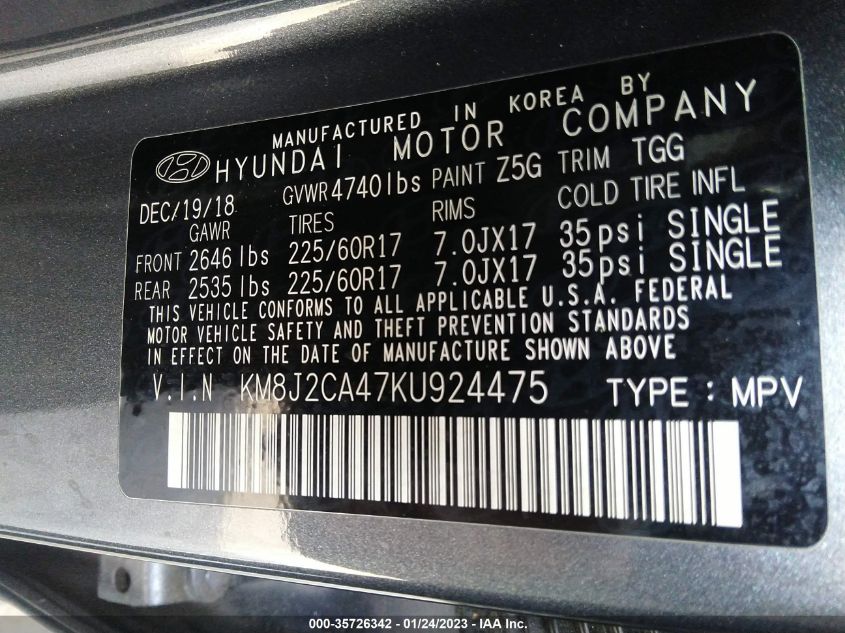 MANUFACTURED IN KOREA BY
HYUNDAI MOTOR COMPANY
DEC/19/18 GVWR 4740lbs PAINT Z5G TRIM TGG
GAWR TIRES RIMS COLD TIRE INFL
FRONT 2646 lbs 225/60R17 7.0JX17 35psi SINGLE
REAR 2535 lbs 225/60R17 7.0JX17 35psi SINGLE
THIS VEHICLE CONFORMS TO ALL APPLICABLE U.S.A. FEDERAL
MOTOR VEHICLE SAFETY AND THEFT PREVENTION STANDARDS
IN EFFECT ON THE DATE OF MANUFACTURE SHOWN ABOVE
V.I.N KM8J2CA47KU924475 TYPE : MPV
000-35726342 - 01/24/2023 - IAA Inc.